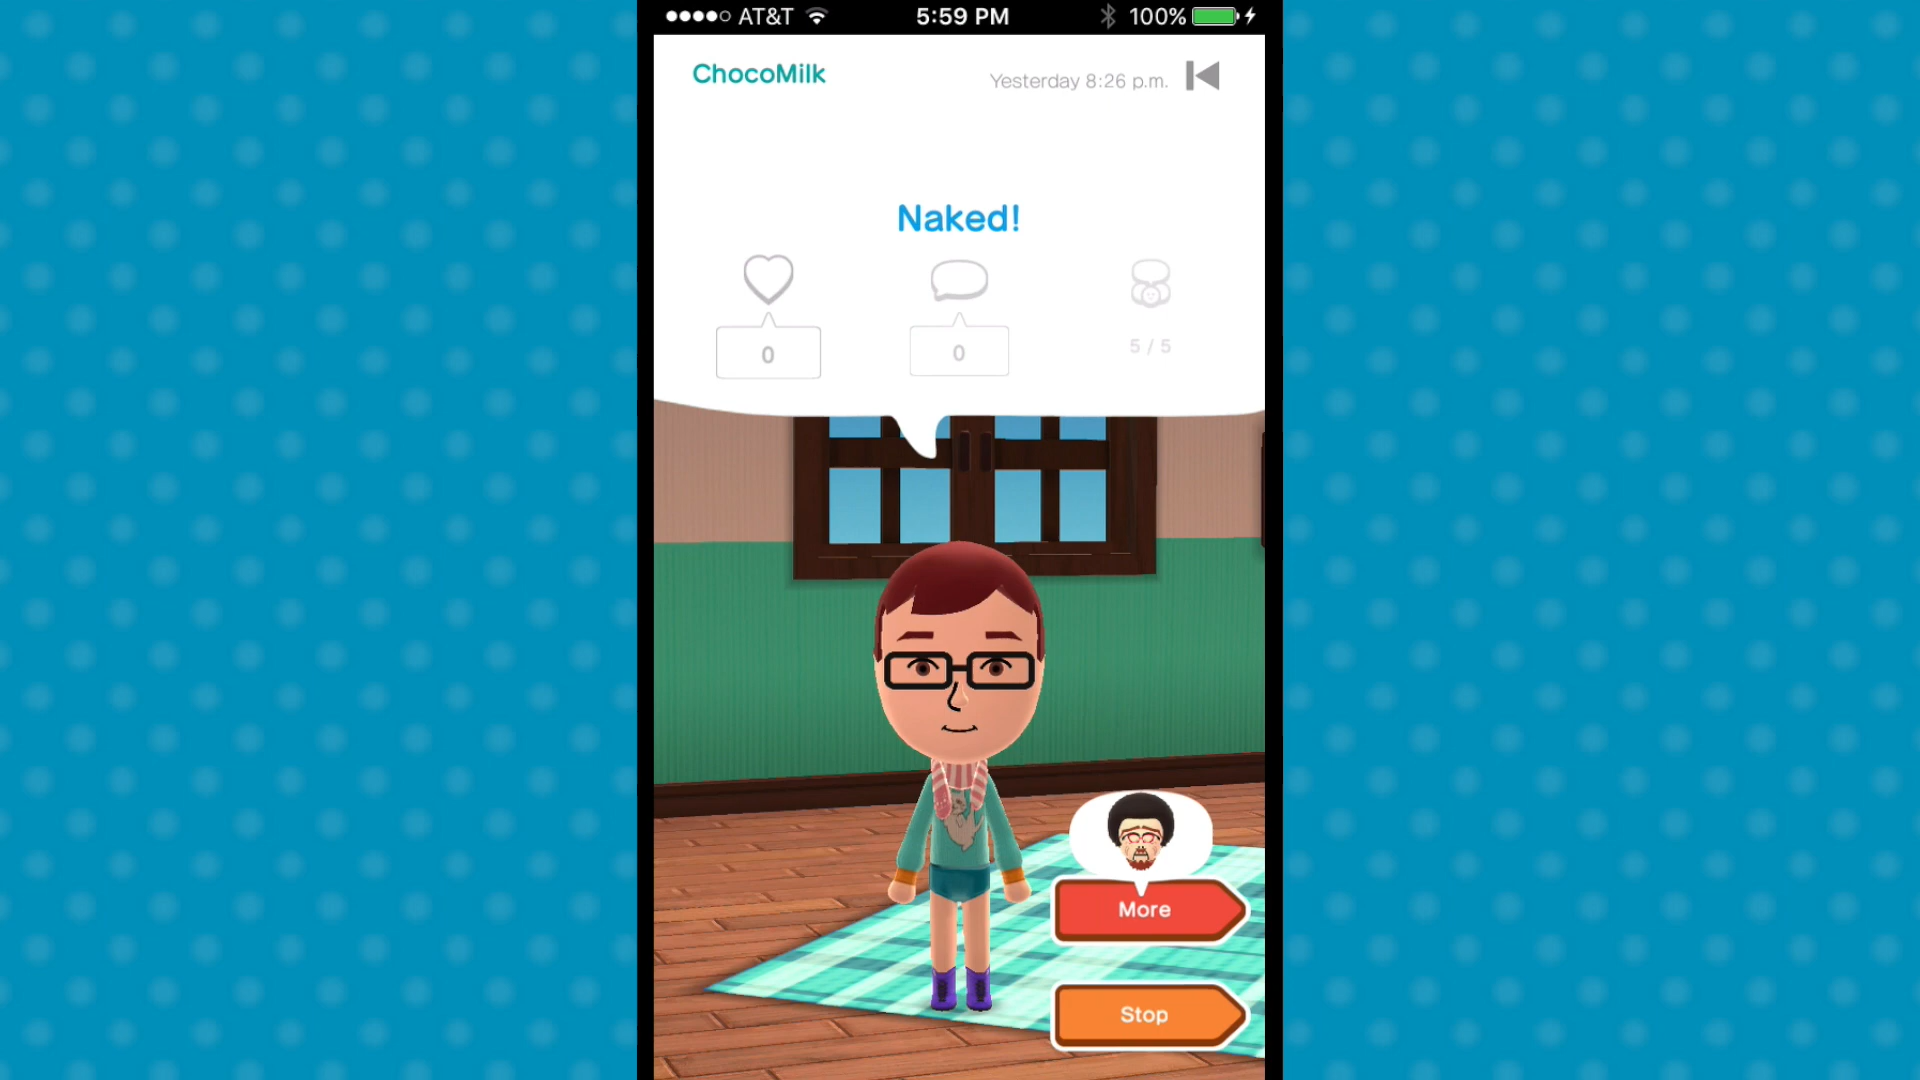 AT&T 5:59 PM 100%
ChocoMilk Yesterday 8:26 p.m.
Naked!
0 0 5 / 5
More
Stop